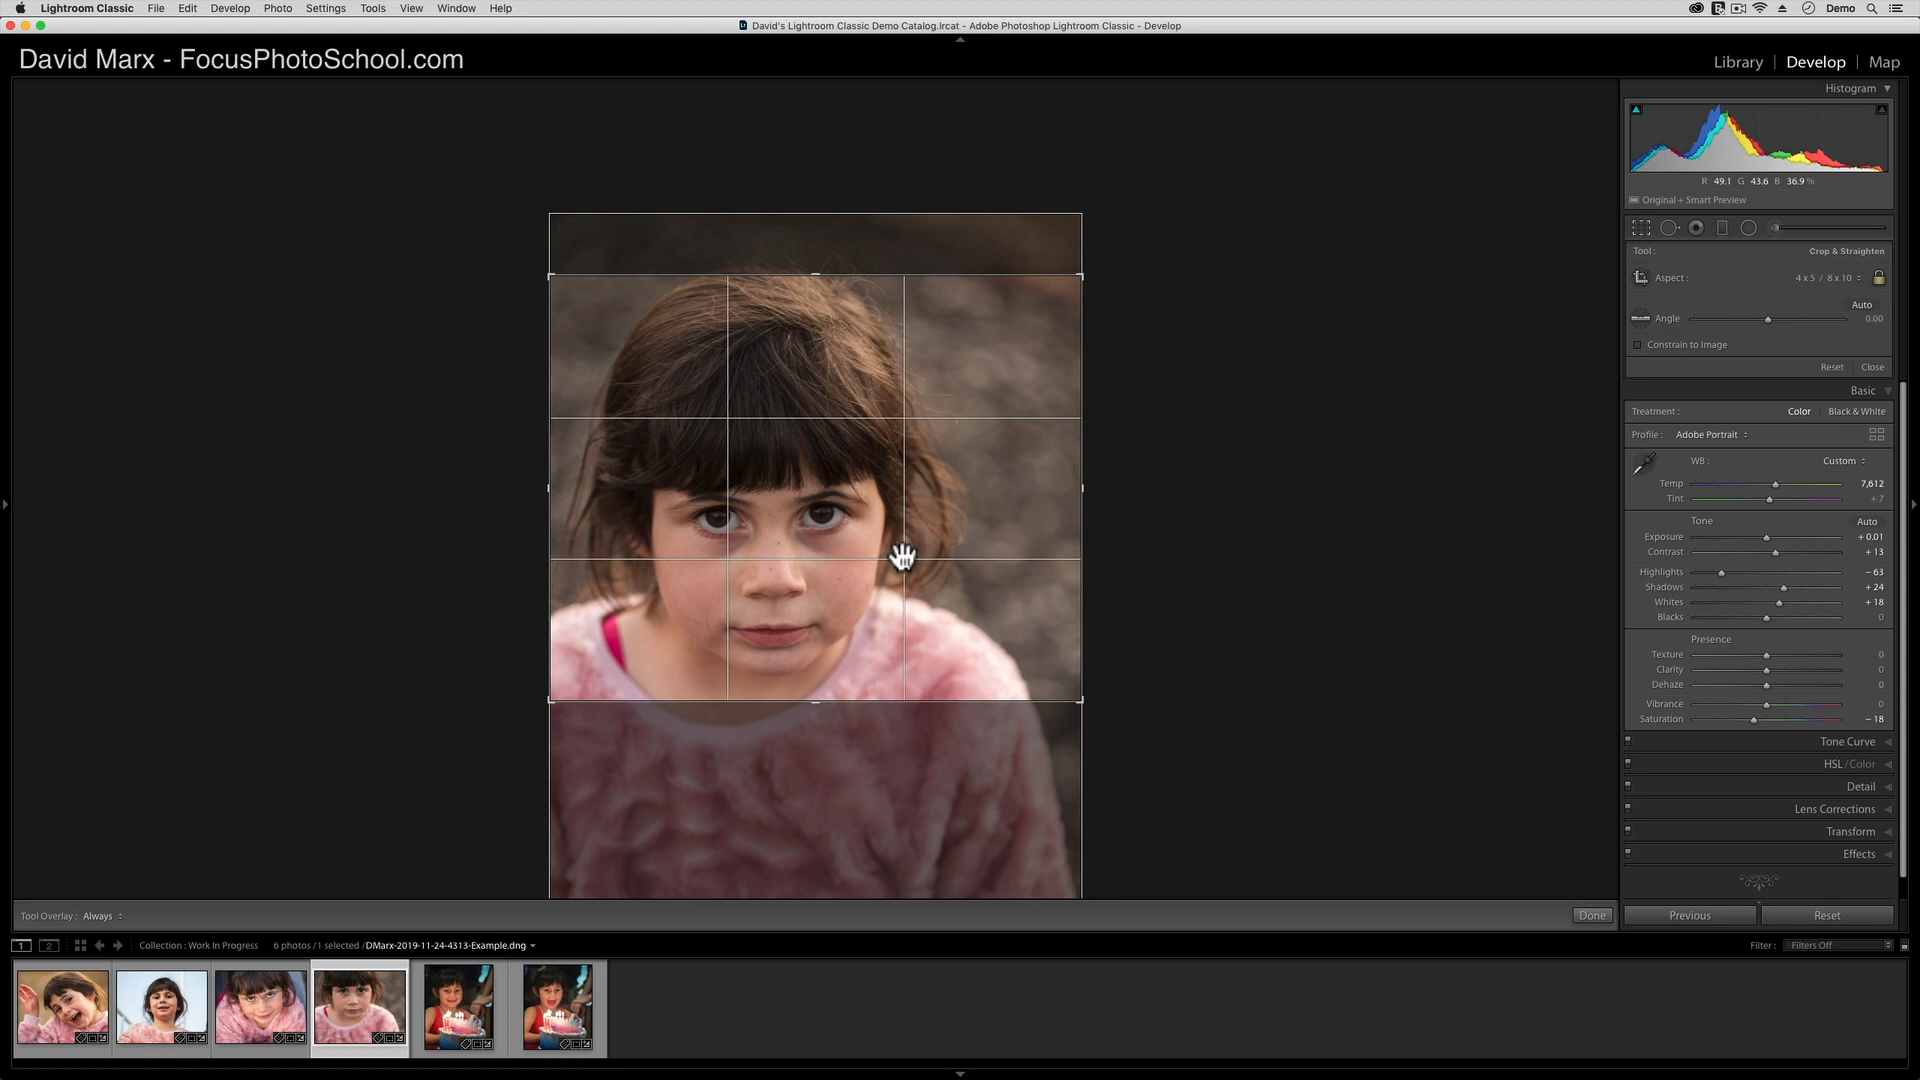 Lightroom Classic File Edit Develop Photo Settings Tools View Window Help Demo
David's Lightroom Classic Demo Catalog.lrcat - Adobe Photoshop Lightroom Classic - Develop
David Marx - FocusPhotoSchool.com
Library | Develop | Map
Histogram
R 49.1 G 43.6 B 36.9 %
Original + Smart Preview
Tool : Crop & Straighten
Aspect : 4 x 5 / 8 x 10
Auto
Angle 0.00
Constrain to Image
Reset Close
Basic
Treatment : Color | Black & White
Profile : Adobe Portrait
WB : Custom
Temp 7,612
Tint + 7
Tone Auto
Exposure + 0.01
Contrast + 13
Highlights − 63
Shadows + 24
Whites + 18
Blacks 0
Presence
Texture 0
Clarity 0
Dehaze 0
Vibrance 0
Saturation − 18
Tone Curve
HSL / Color
Detail
Lens Corrections
Transform
Effects
Tool Overlay : Always Done Previous Reset
1 2 Collection : Work In Progress 6 photos / 1 selected / DMarx-2019-11-24-4313-Example.dng Filter : Filters Off